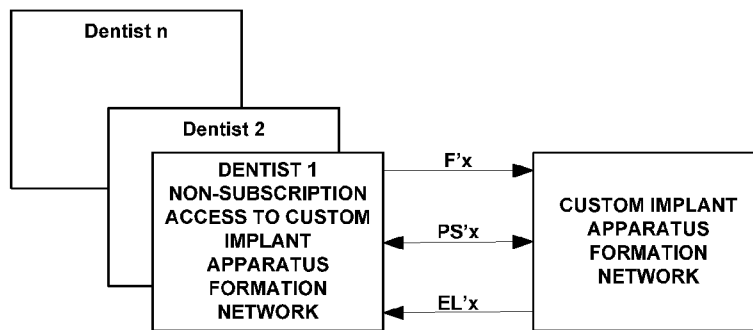 Dentist n
Dentist 2
DENTIST 1
NON-SUBSCRIPTION
ACCESS TO CUSTOM
IMPLANT
APPARATUS
FORMATION
NETWORK
F'x
PS'x
EL'x
CUSTOM IMPLANT
APPARATUS
FORMATION
NETWORK